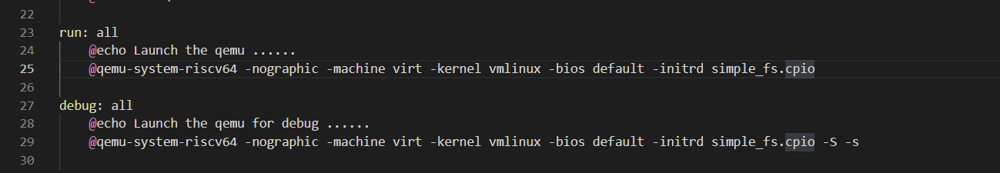 22
23 run: all
24 @echo Launch the qemu ......
25 @qemu-system-riscv64 -nographic -machine virt -kernel vmlinux -bios default -initrd simple_fs.cpio
26
27 debug: all
28 @echo Launch the qemu for debug ......
29 @qemu-system-riscv64 -nographic -machine virt -kernel vmlinux -bios default -initrd simple_fs.cpio -S -s
30